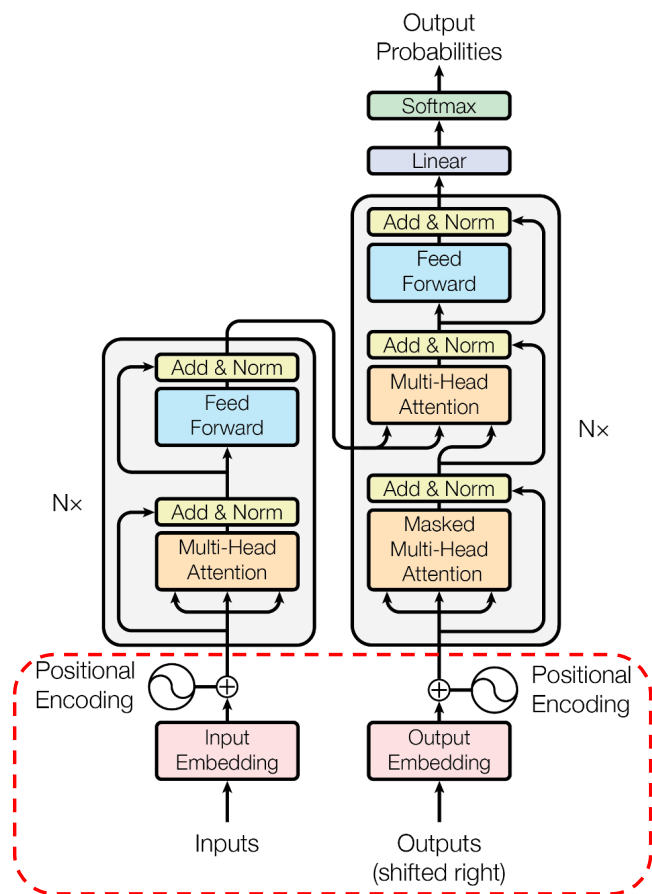 Output
Probabilities
Softmax
Linear
Add & Norm
Feed
Forward
Add & Norm
Multi-Head
Attention
Nx
Add & Norm
Masked
Multi-Head
Attention
Add & Norm
Feed
Forward
N×
Add & Norm
Multi-Head
Attention
Positional
Encoding
Positional
Encoding
Input
Embedding
Output
Embedding
Inputs
Outputs
(shifted right)